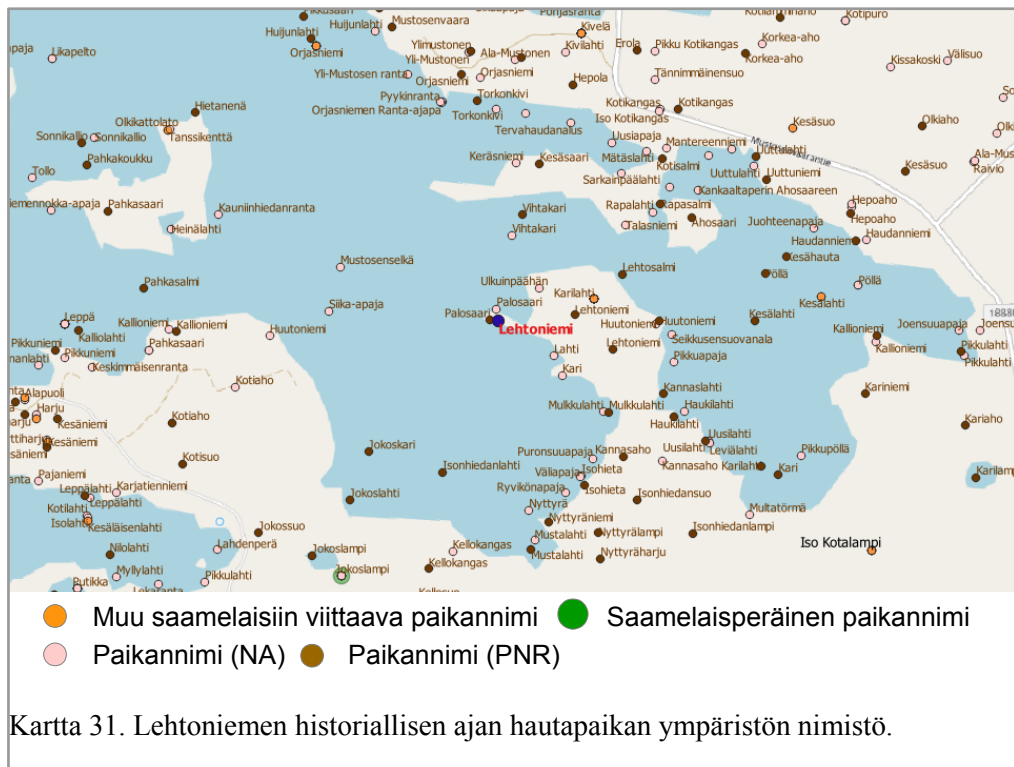 Pikkusaari
Mustosenvaara
Pohjasranta
Kotipuro
Huijunlahti
Huijunlahti
Orjasniemi
Ylimustonen
Ala-Mustonen
Kivelä
Kivilahti
Erola
Pikku Kotikangas
Korkea-aho
Korkea-aho
Kissakoski
Välisuo
apaja
Likapelto
Yli-Mustonen
Yli-Mustosen ranta
Orjasniemi
Orjasniemi
Hepola
Tännimmäinensuo
Pyykinranta
Torkonkivi
Orjasniemen Ranta-ajapa
Torkonkivi
Tervahaudanalus
Iso Kotikangas
Kotikangas
Kotikangas
Kesäsuo
Olkiaho
Hietanenä
Olkikattolato
Tanssikenttä
Sonnikallio
Sonnikallio
Pahkakoukku
Tollo
Keräsniemi
Kesäsaari
Uusiapaja
Mätäslahti
Mantereenniemi
Kotisalmi
Sarkainpäälahti
Uuttulahti
Uuttulahti
Uuttuniemi
Kesäsuo
Ala-Mus
Raivio
Kankaaltaperin Ahosaareen
iemennokka-apaja
Pahkasaari
Kauniinhiedanranta
Heinälahti
Vihtakari
Vihtakari
Rapalahti
Rapasalmi
Talasniemi
Ahosaari
Juohteenapaja
Hepoaho
Hepoaho
Haudanniemi
Haudanniemi
Kesähauta
Mustosenselkä
Pahkasalmi
Ulkuinpäähän
Lehtosalmi
Pöllä
Pöllä
Karilahti
Kesälahti
Siika-apaja
Palosaari
Palosaari
Lehtoniemi
Lehtoniemi
Huutoniemi
Huutoniemi
Kesälahti
Leppä
Kalliolahti
Kallioniemi
Kallioniemi
Huutoniemi
Seikkusensuovanala
Kallioniemi
Kallioniemi
Joensuuapaja
Joensu
Pikkuniemi
Pikkuniemi
Pahkasaari
Keskimmäisenranta
nanlahti
Lahti
Lehtoniemi
Pikkuapaja
Pikkulahti
Pikkulahti
Kari
Kotiaho
Kannaslahti
Kariniemi
Alapuoli
Harju
Kesäniemi
Kotiaho
Mulkkulahti
Mulkkulahti
Haukilahti
Haukilahti
Kariaho
Kesäniemi
Kotisuo
Jokoskari
Puronsuuapaja
Kannasaho
Uusilahti
Uusilahti
Leviälahti
Pikkupöllä
Pajaniemi
Isonhiedanlahti
Väliapaja
Isohieta
Kannasaho
Karilahti
Kari
Karilamp
Leppälahti
Karjatienniemi
Leppälahti
Ryvikönapaja
Isohieta
Jokoslahti
Isonhiedansuo
Kotilahti
Isolahti
Kesäläisenlahti
Nyttyrä
Nyttyräniemi
Multatörmä
Jokossuo
Nyttyrälampi
Isonhiedanlampi
Iso Kotalampi
Nilolahti
Lahdenperä
Jokoslampi
Kellokangas
Mustalahti
Mustalahti
Nyttyräharju
Myllylahti
Pikkulahti
Jokoslampi
Kellokangas
Putikka
Muu saamelaisiin viittaava paikannimi
Saamelaisperäinen paikannimi
Paikannimi (NA)
Paikannimi (PNR)
Kartta 31. Lehtoniemen historiallisen ajan hautapaikan ympäristön nimistö.